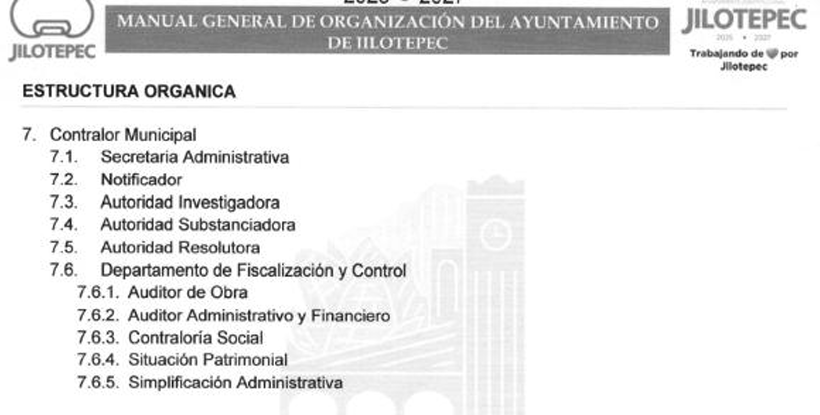 MANUAL GENERAL DE ORGANIZACIÓN DEL AYUNTAMIENTO
DE JILOTEPEC
JILOTEPEC
JILOTEPEC
2025 • 2027
Trabajando de por
Jilotepec
ESTRUCTURA ORGANICA
7. Contralor Municipal
7.1. Secretaria Administrativa
7.2. Notificador
7.3. Autoridad Investigadora
7.4. Autoridad Substanciadora
7.5. Autoridad Resolutora
7.6. Departamento de Fiscalización y Control
7.6.1. Auditor de Obra
7.6.2. Auditor Administrativo y Financiero
7.6.3. Contraloría Social
7.6.4. Situación Patrimonial
7.6.5. Simplificación Administrativa